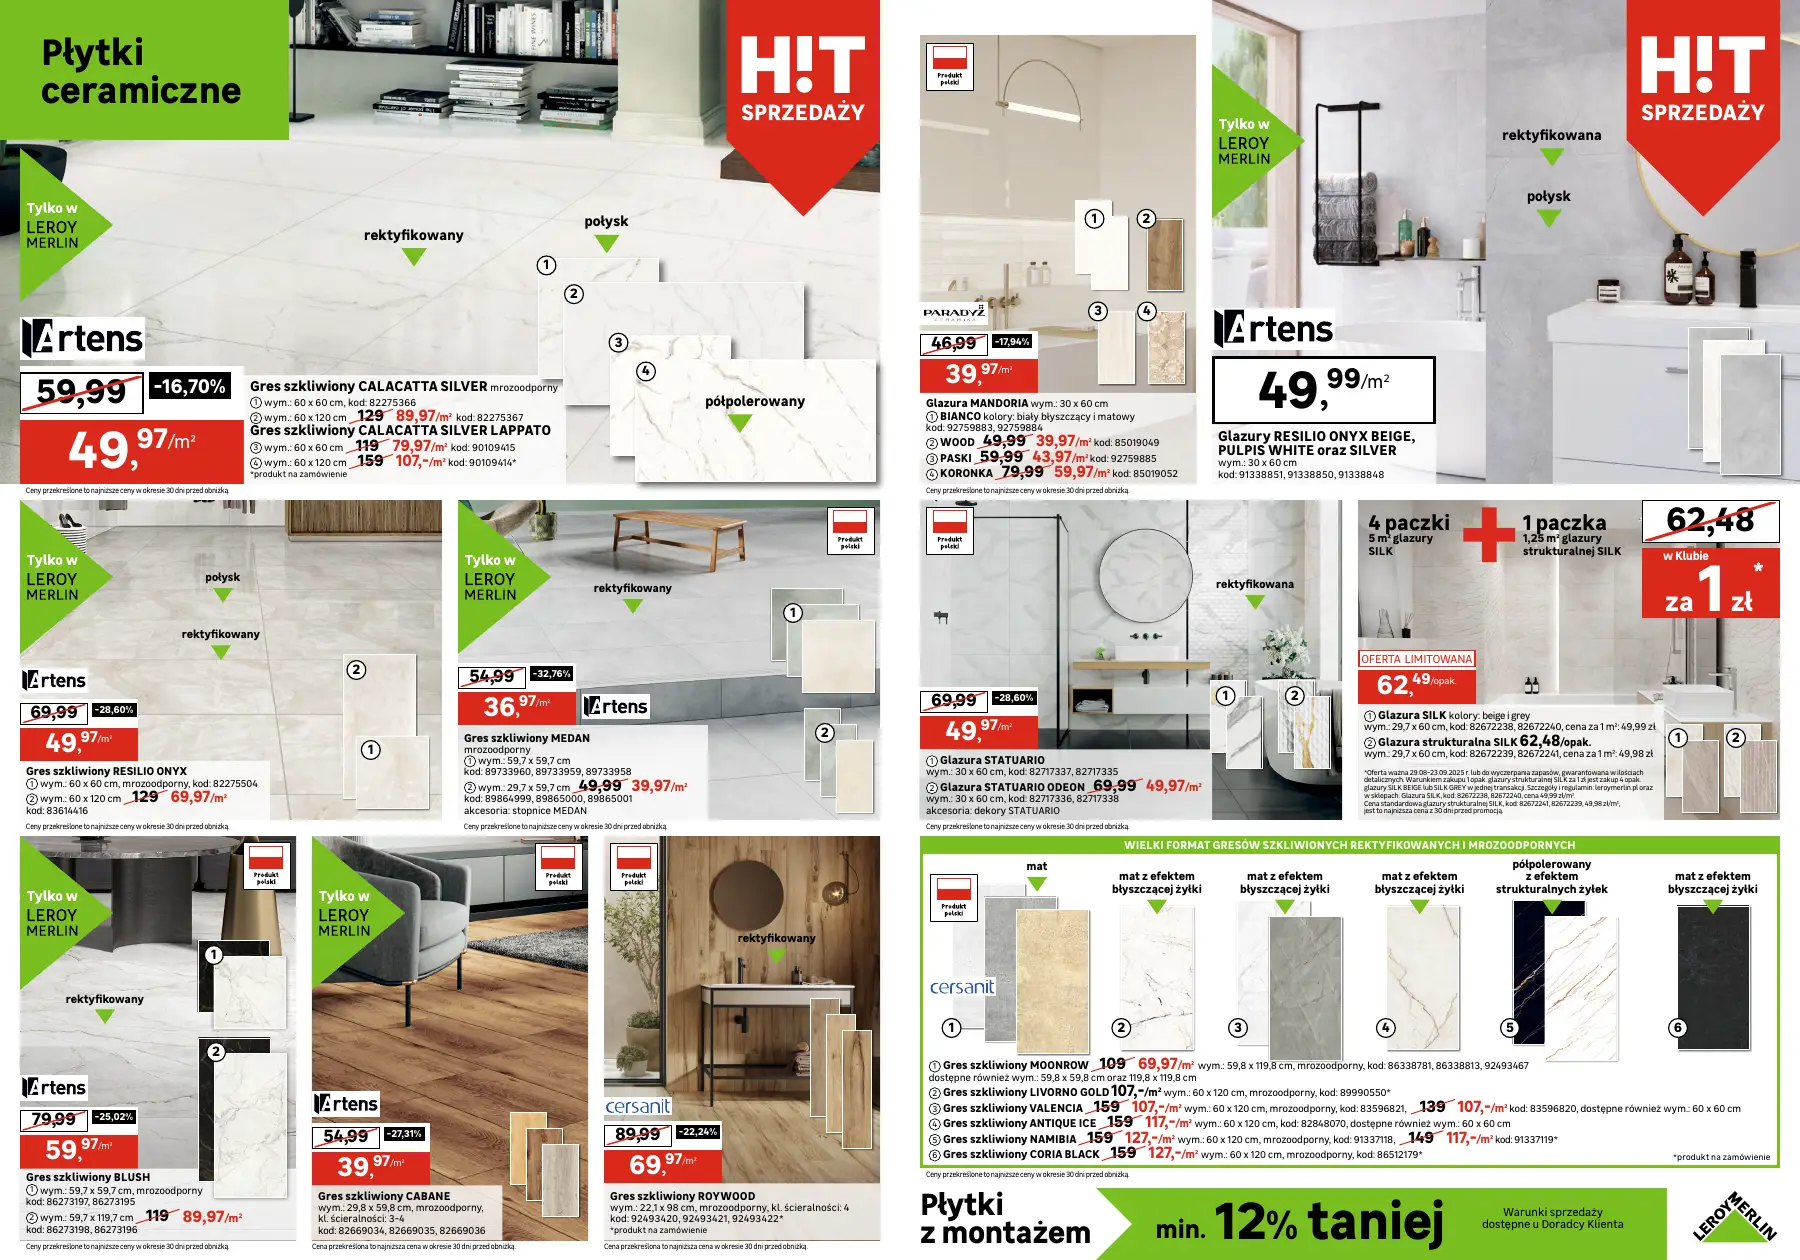 Płytki
ceramiczne
H!T
SPRZEDAŻY
Tylko w
LEROY
MERLIN
rektyfikowany
połysk
1
2
3
4
półpolerowany
Artens
59,99
-16,70%
49,97/m²
Gres szkliwiony CALACATTA SILVER mrozoodporny
1 wym.: 60 x 60 cm, kod: 82275366
2 wym.: 60 x 120 cm 129 89,97/m² kod: 82275367
Gres szkliwiony CALACATTA SILVER LAPPATO
3 wym.: 60 x 60 cm 119 79,97/m² kod: 90109415
4 wym.: 60 x 120 cm 159 107,-/m² kod: 90109414*
*produkt na zamówienie
Ceny przekreślone to najniższe ceny w okresie 30 dni przed obniżką.
Tylko w
LEROY
MERLIN
połysk
rektyfikowany
2
1
Artens
69,99
-28,60%
49,97/m²
Gres szkliwiony RESILIO ONYX
1 wym.: 60 x 60 cm, mrozoodporny, kod: 82275504
2 wym.: 60 x 120 cm 129 69,97/m²
kod: 83614416
Ceny przekreślone to najniższe ceny w okresie 30 dni przed obniżką.
Tylko w
LEROY
MERLIN
Produkt
polski
rektyfikowany
1
2
54,99
-32,76%
36,97/m²
Artens
Gres szkliwiony MEDAN
mrozoodporny
1 wym.: 59,7 x 59,7 cm
kod: 89733960, 89733959, 89733958
2 wym.: 29,7 x 59,7 cm 49,99 39,97/m²
kod: 89864999, 89865000, 89865001
akcesoria: stopnice MEDAN
Ceny przekreślone to najniższe ceny w okresie 30 dni przed obniżką.
Tylko w
LEROY
MERLIN
Produkt
polski
rektyfikowany
1
2
Artens
79,99
-25,02%
59,97/m²
Gres szkliwiony BLUSH
1 wym.: 59,7 x 59,7 cm, mrozoodporny
kod: 86273197, 86273195
2 wym.: 59,7 x 119,7 cm 119 89,97/m²
kod: 86273198, 86273196
Ceny przekreślone to najniższe ceny w okresie 30 dni przed obniżką.
Tylko w
LEROY
MERLIN
Produkt
polski
Artens
54,99
-27,31%
39,97/m²
Gres szkliwiony CABANE
wym.: 29,8 x 59,8 cm, mrozoodporny,
kl. ścieralności: 3-4
kod: 82669034, 82669035, 82669036
Cena przekreślona to najniższa cena w okresie 30 dni przed obniżką.
Produkt
polski
rektyfikowany
cersanit
89,99
-22,24%
69,97/m²
Gres szkliwiony ROYWOOD
wym.: 22,1 x 98 cm, mrozoodporny, kl. ścieralności: 4
kod: 92493420, 92493421, 92493422*
*produkt na zamówienie
Cena przekreślona to najniższa cena w okresie 30 dni przed obniżką.
Produkt
polski
1
2
3
4
PARADYŻ
CERAMIKA
46,99
-17,94%
39,97/m²
Glazura MANDORIA wym.: 30 x 60 cm
1 BIANCO kolory: biały błyszczący i matowy
kod: 92759883, 92759884
2 WOOD 49,99 39,97/m² kod: 85019049
3 PASKI 59,99 43,97/m² kod: 92759885
4 KORONKA 79,99 59,97/m² kod: 85019052
Ceny przekreślone to najniższe ceny w okresie 30 dni przed obniżką.
Tylko w
LEROY
MERLIN
H!T
SPRZEDAŻY
rektyfikowana
połysk
Artens
49,99/m²
Glazury RESILIO ONYX BEIGE,
PULPIS WHITE oraz SILVER
wym.: 30 x 60 cm
kod: 91338851, 91338850, 91338848
Produkt
polski
rektyfikowana
1
2
69,99
-28,60%
49,97/m²
1 Glazura STATUARIO
wym.: 30 x 60 cm, kod: 82717337, 82717335
2 Glazura STATUARIO ODEON 69,99 49,97/m²
wym.: 30 x 60 cm, kod: 82717336, 82717338
akcesoria: dekory STATUARIO
Ceny przekreślone to najniższe ceny w okresie 30 dni przed obniżką.
4 paczki
5 m² glazury
SILK
+
1 paczka
1,25 m² glazury
strukturalnej SILK
62,48
w Klubie
za 1 zł*
OFERTA LIMITOWANA
62,49/opak.
1 Glazura SILK kolory: beige i grey
wym.: 29,7 x 60 cm, kod: 82672238, 82672240, cena za 1 m²: 49,99 zł
2 Glazura strukturalna SILK 62,48/opak.
wym.: 29,7 x 60 cm, kod: 82672239, 82672241, cena za 1 m²: 49,98 zł
*Oferta ważna 29.08-23.09.2025 r. lub do wyczerpania zapasów, gwarantowana w ilościach
detalicznych. Warunkiem zakupu 1 opak. glazury strukturalnej SILK za 1 zł jest zakup 4 opak.
glazury SILK BEIGE lub SILK GREY w jednej transakcji. Szczegóły i regulamin: leroymerlin.pl oraz
w sklepach. Glazura SILK, kod: 82672238, 82672240, cena 49,99 zł/m².
Cena standardowa glazury strukturalnej SILK, kod: 82672241, 82672239, 49,98 zł/m²,
jest to najniższa cena z 30 dni przed promocją.
1
2
WIELKI FORMAT GRESÓW SZKLIWIONYCH REKTYFIKOWANYCH I MROZOODPORNYCH
Produkt
polski
cersanit
mat
mat z efektem
błyszczącej żyłki
mat z efektem
błyszczącej żyłki
mat z efektem
błyszczącej żyłki
półpolerowany
z efektem
strukturalnych żyłek
mat z efektem
błyszczącej żyłki
1
2
3
4
5
6
1 Gres szkliwiony MOONROW 109 69,97/m² wym.: 59,8 x 119,8 cm, mrozoodporny, kod: 86338781, 86338813, 92493467
dostępne również wym.: 59,8 x 59,8 cm oraz 119,8 x 119,8 cm
2 Gres szkliwiony LIVORNO GOLD 107,-/m² wym.: 60 x 120 cm, mrozoodporny, kod: 89990550*
3 Gres szkliwiony VALENCIA 159 107,-/m² wym.: 60 x 120 cm, mrozoodporny, kod: 83596821, 139 107,-/m² kod: 83596820, dostępne również wym.: 60 x 60 cm
4 Gres szkliwiony ANTIQUE ICE 159 117,-/m² wym.: 60 x 120 cm, kod: 82848070, dostępne również wym.: 60 x 60 cm
5 Gres szkliwiony NAMIBIA 159 127,-/m² wym.: 60 x 120 cm, mrozoodporny, kod: 91337118, 149 117,-/m² kod: 91337119*
6 Gres szkliwiony CORIA BLACK 159 127,-/m² wym.: 60 x 120 cm, mrozoodporny, kod: 86512179*
*produkt na zamówienie
Ceny przekreślone to najniższe ceny w okresie 30 dni przed obniżką.
Płytki
z montażem
min. 12% taniej
Warunki sprzedaży
dostępne u Doradcy Klienta
LEROY MERLIN